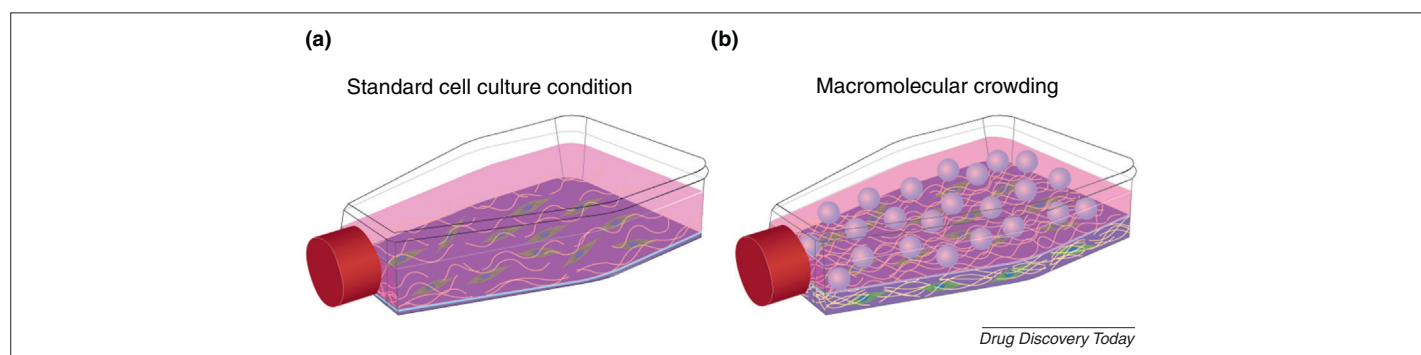 (a)
Standard cell culture condition
(b)
Macromolecular crowding
Drug Discovery Today